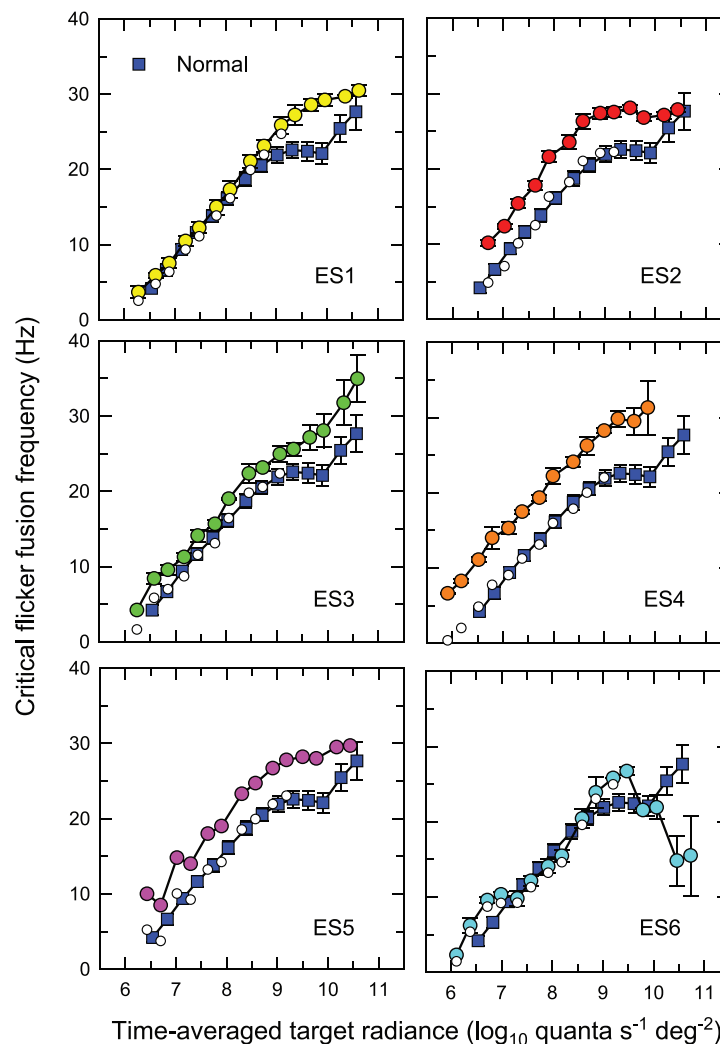 40
Normal
30
20
10
0
ES1
ES2
40
30
20
10
0
ES3
ES4
40
30
20
10
0
ES5
ES6
6 7 8 9 10 11
6 7 8 9 10 11
Critical flicker fusion frequency (Hz)
Time-averaged target radiance (log₁₀ quanta s⁻¹ deg⁻²)